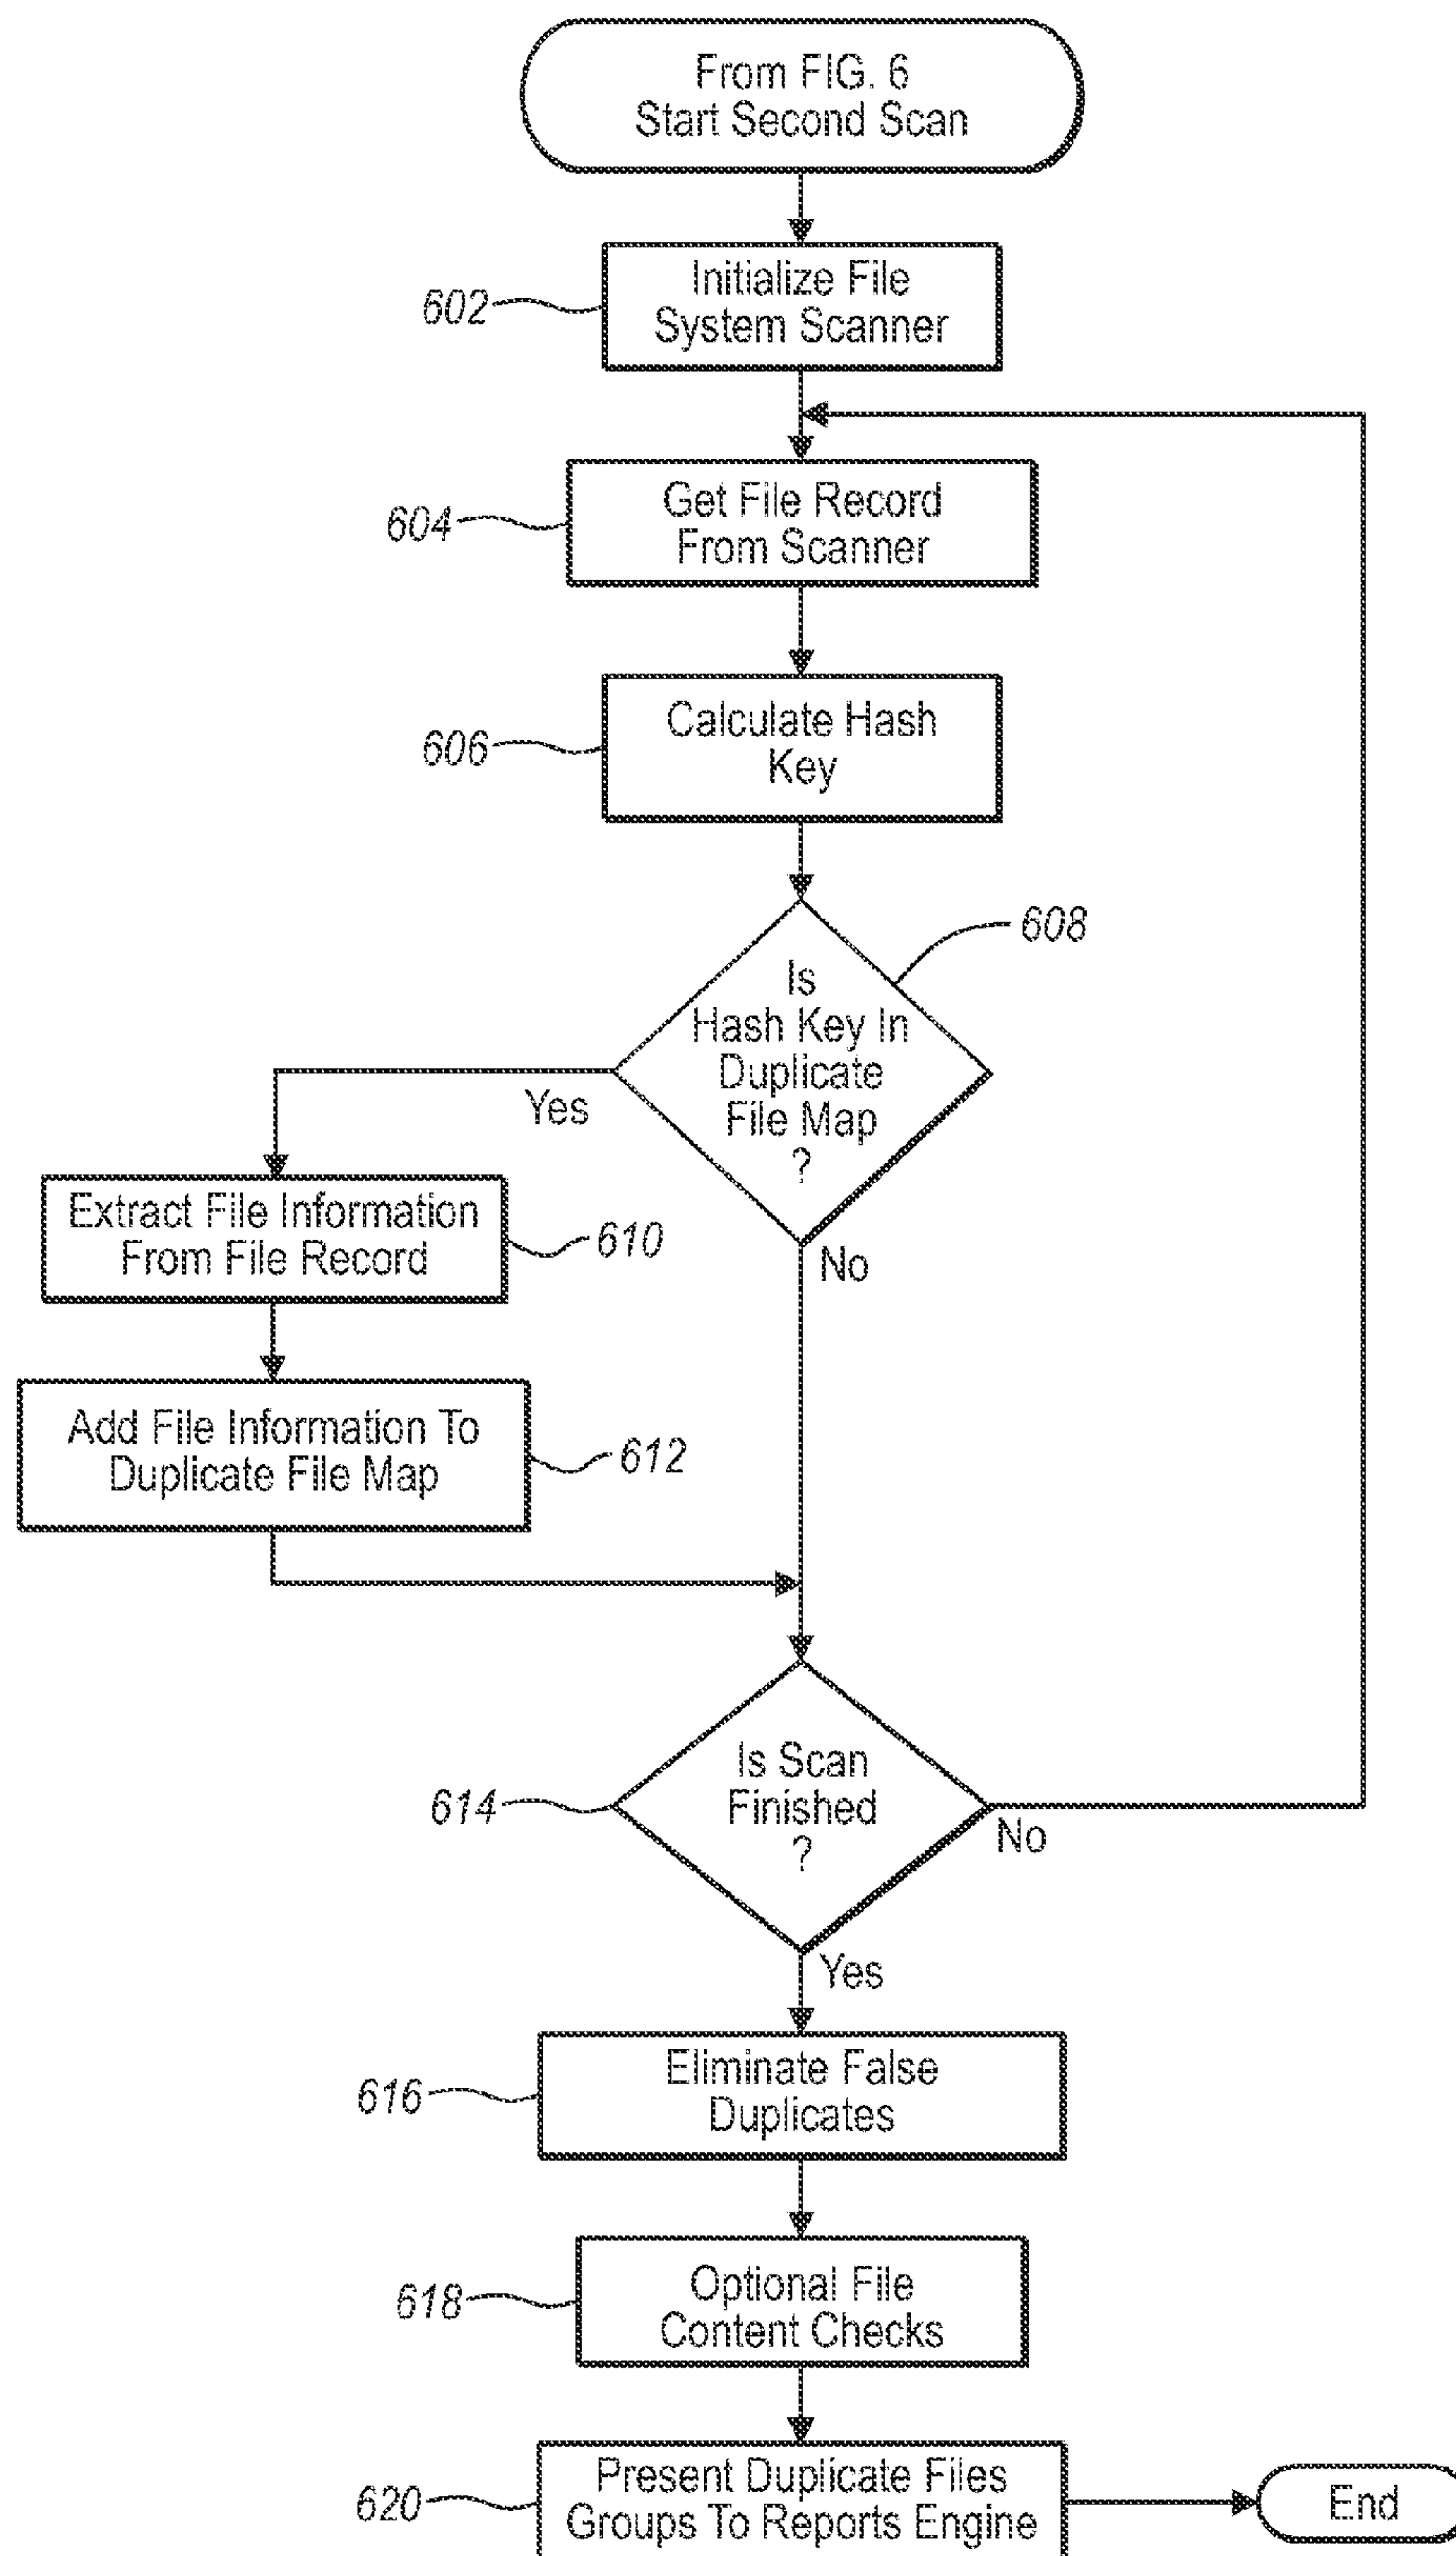 From FIG. 6
Start Second Scan
602
Initialize File
System Scanner
604
Get File Record
From Scanner
606
Calculate Hash
Key
608
Is
Hash Key In
Duplicate
File Map
?
Yes
No
Extract File Information
From File Record
610
Add File Information To
Duplicate File Map
612
614
Is Scan
Finished
?
No
Yes
616
Eliminate False
Duplicates
618
Optional File
Content Checks
620
Present Duplicate Files
Groups To Reports Engine
End